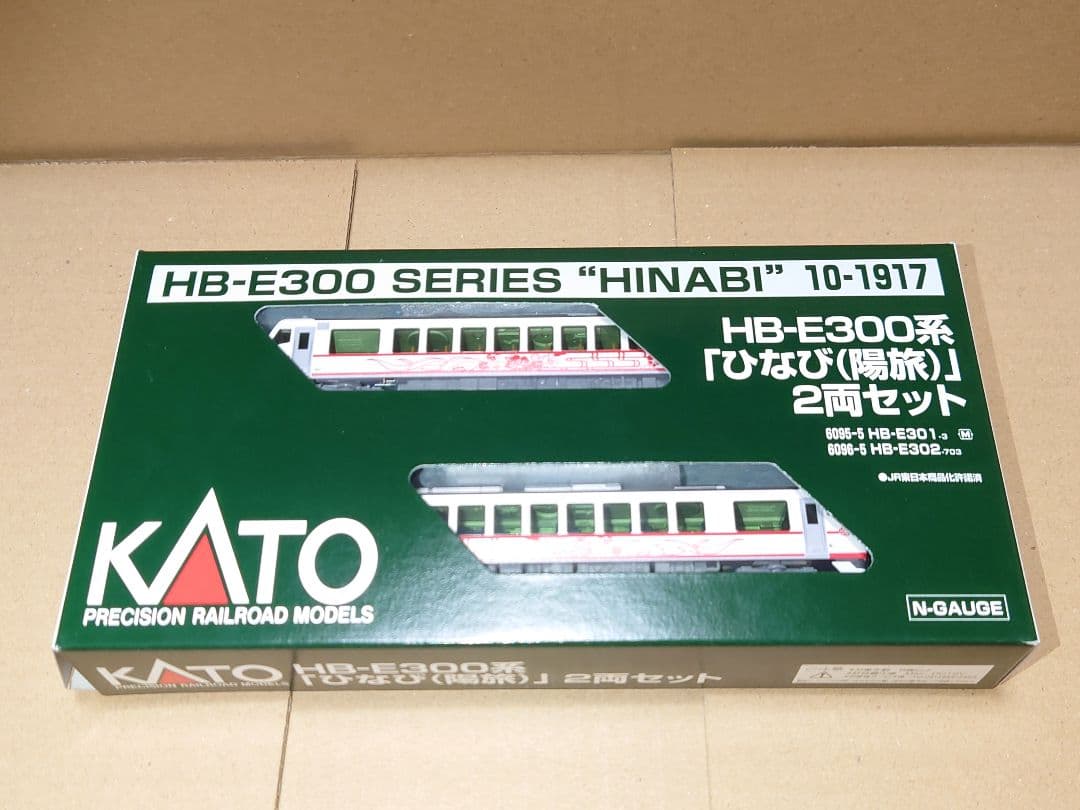 HB-E300 SERIES “HINABI” 10-1917
HB-E300系
「ひなび(陽旅)」
2両セット
6095-5 HB-E301-3 M
6096-5 HB-E302-703
●JR東日本商品化許諾済
KATO
PRECISION RAILROAD MODELS
N-GAUGE
KATO
PRECISION RAILROAD MODELS
HB-E300系
「ひなび(陽旅)」 2両セット